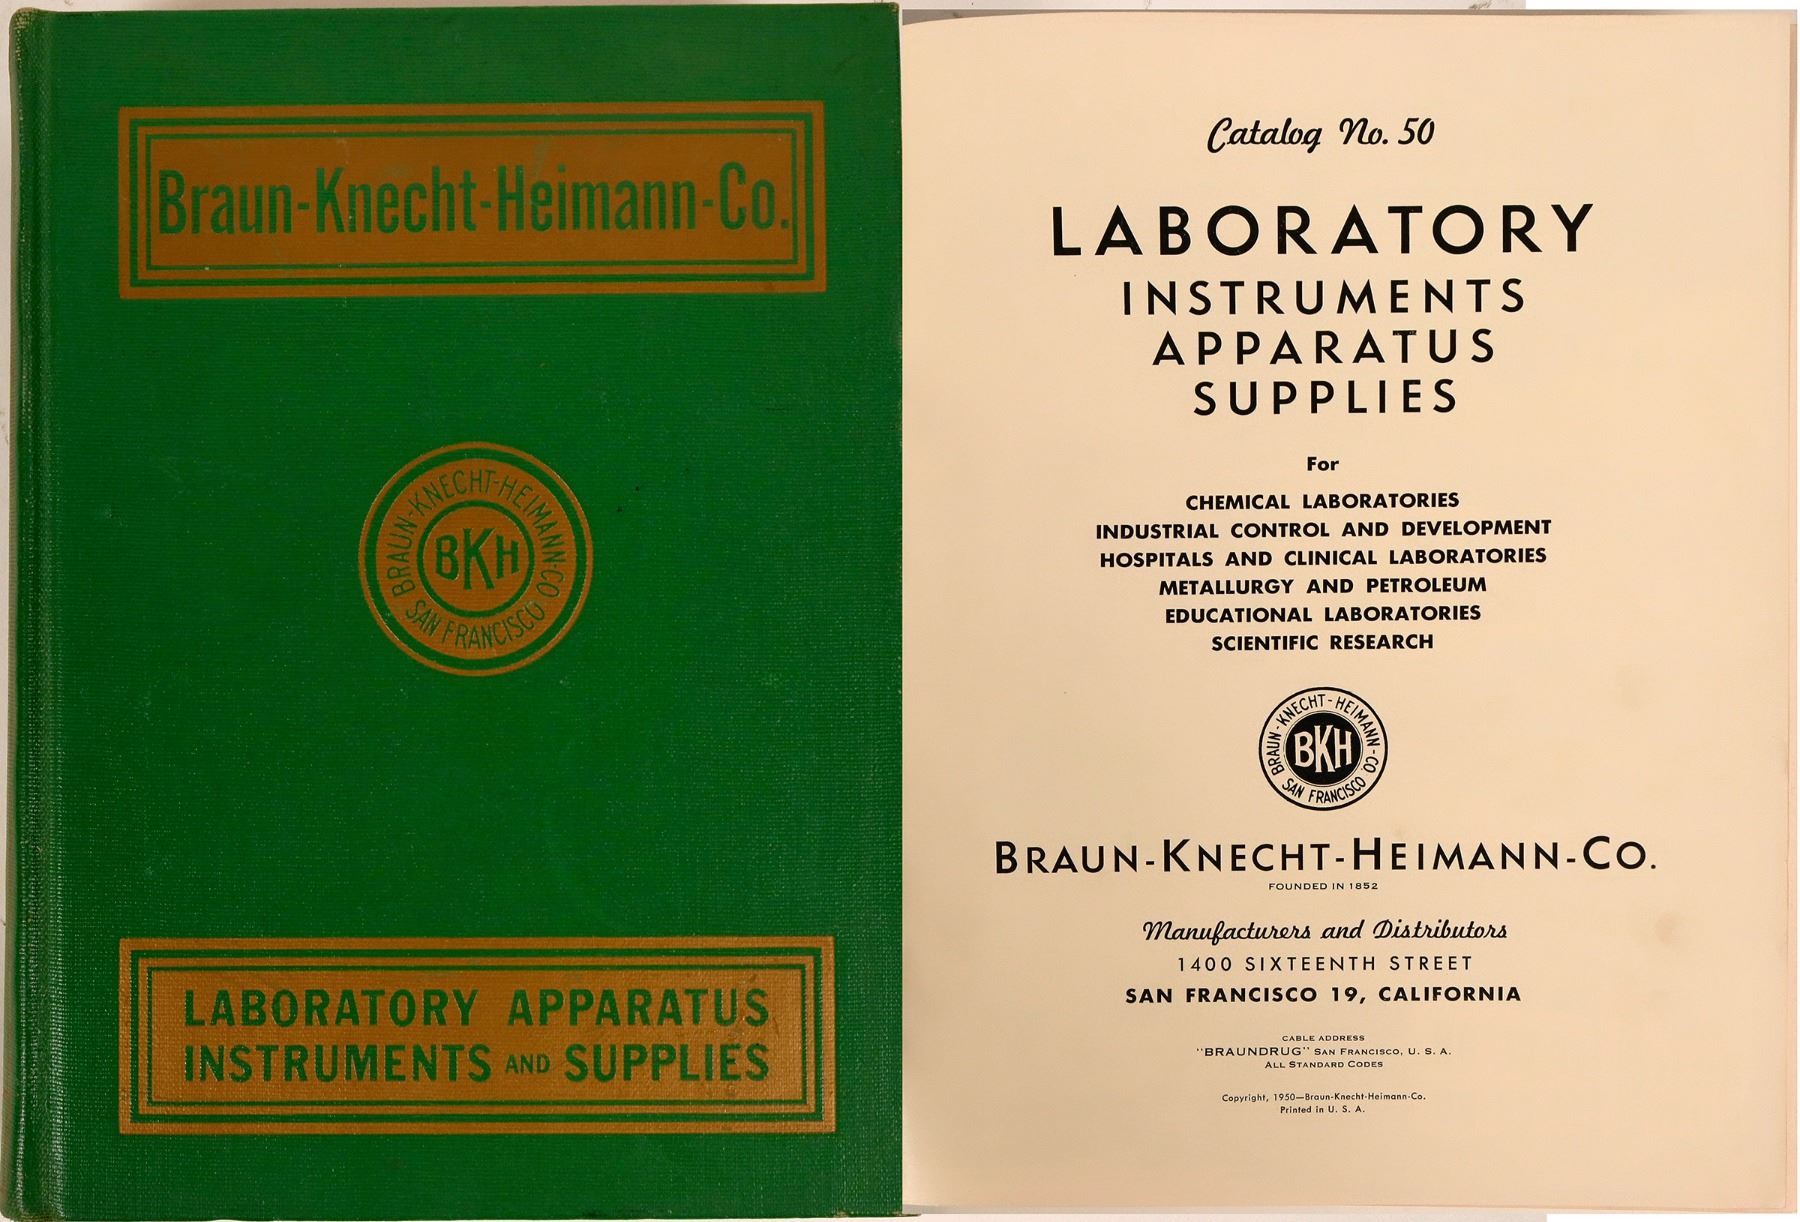 Braun-Knecht-Heimann-Co.
BRAUN-KNECHT-HEIMANN-CO
BKH
SAN FRANCISCO
LABORATORY APPARATUS
INSTRUMENTS AND SUPPLIES
Catalog No. 50
LABORATORY
INSTRUMENTS
APPARATUS
SUPPLIES
For
CHEMICAL LABORATORIES
INDUSTRIAL CONTROL AND DEVELOPMENT
HOSPITALS AND CLINICAL LABORATORIES
METALLURGY AND PETROLEUM
EDUCATIONAL LABORATORIES
SCIENTIFIC RESEARCH
BRAUN-KNECHT-HEIMANN-CO
BKH
SAN FRANCISCO
BRAUN-KNECHT-HEIMANN-CO.
FOUNDED IN 1852
Manufacturers and Distributors
1400 SIXTEENTH STREET
SAN FRANCISCO 19, CALIFORNIA
CABLE ADDRESS
"BRAUNDRUG" SAN FRANCISCO, U. S. A.
ALL STANDARD CODES
Copyright, 1950—Braun-Knecht-Heimann-Co.
Printed in U. S. A.